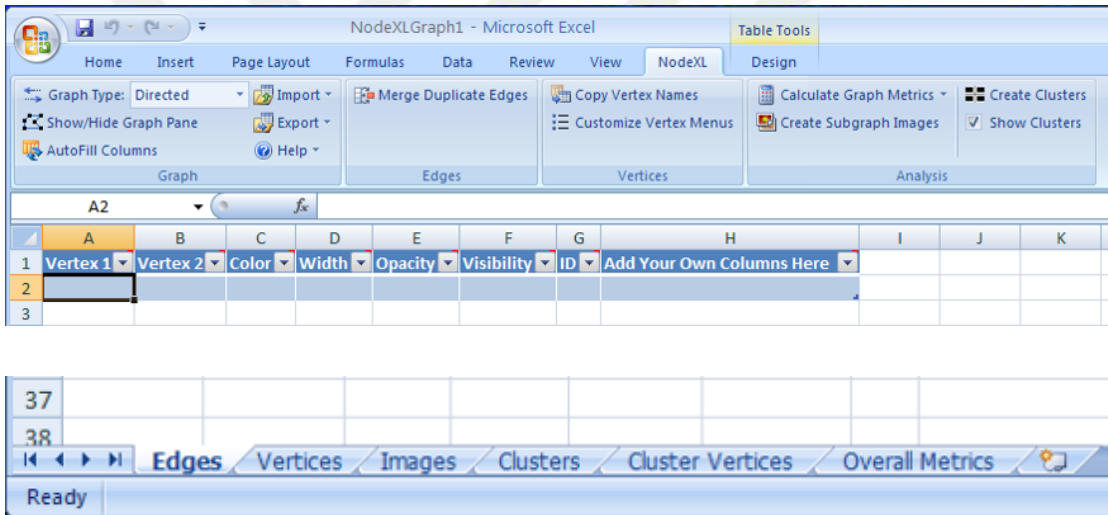 NodeXLGraph1 - Microsoft Excel Table Tools
Home Insert Page Layout Formulas Data Review View NodeXL Design
Graph Type: Directed Import Merge Duplicate Edges Copy Vertex Names Calculate Graph Metrics Create Clusters
Show/Hide Graph Pane Export Customize Vertex Menus Create Subgraph Images Show Clusters
AutoFill Columns Help
Graph Edges Vertices Analysis
A2 fx
A B C D E F G H I J K
1 Vertex 1 Vertex 2 Color Width Opacity Visibility ID Add Your Own Columns Here
2
3
37
38
Edges Vertices Images Clusters Cluster Vertices Overall Metrics
Ready